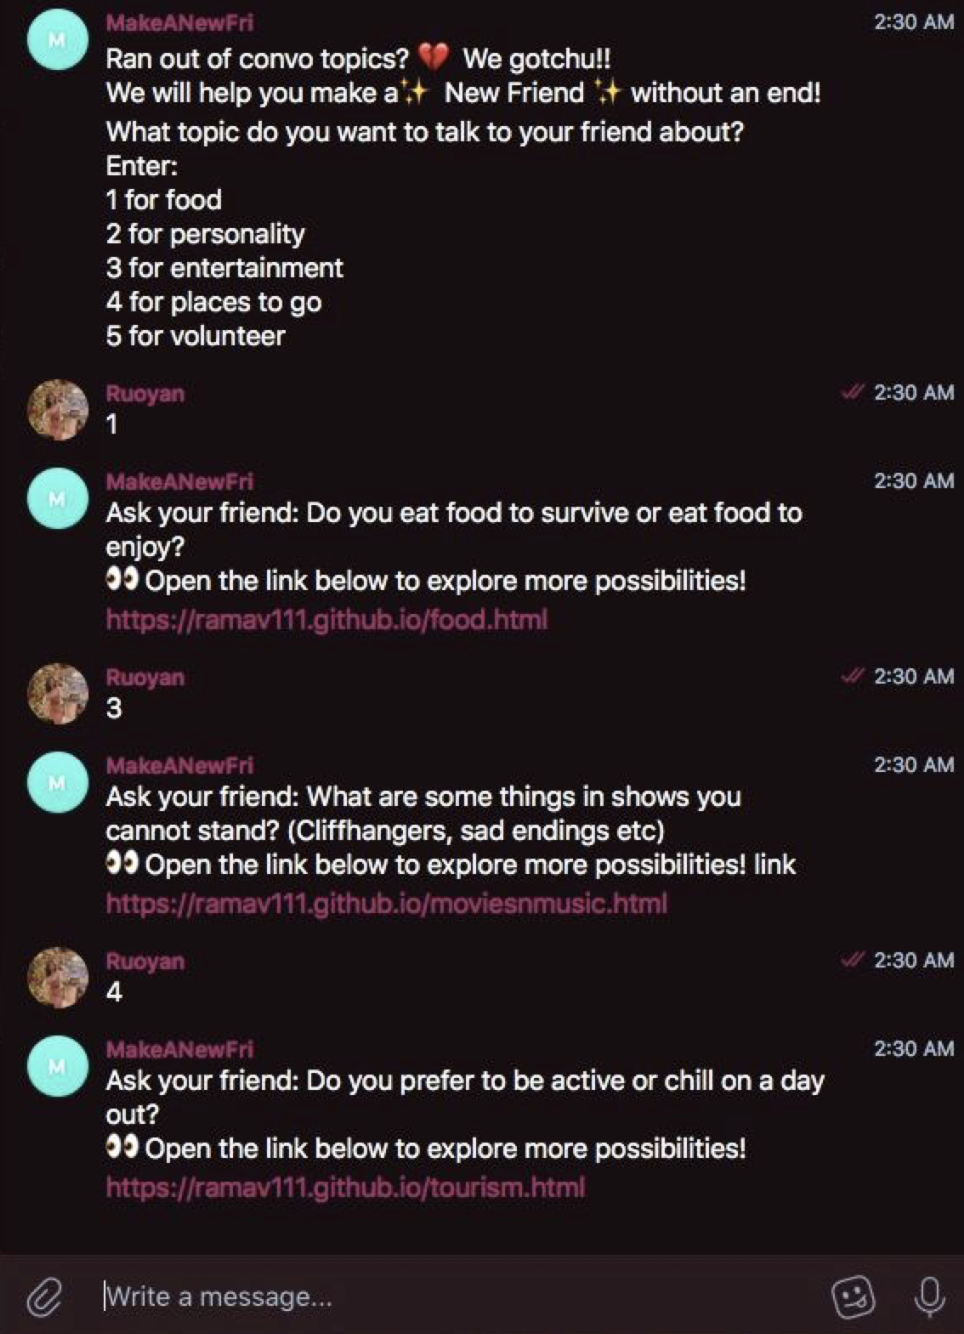 MakeANewFri 2:30 AM
Ran out of convo topics? 💔 We gotchu!!
We will help you make a✨ New Friend ✨ without an end!
What topic do you want to talk to your friend about?
Enter:
1 for food
2 for personality
3 for entertainment
4 for places to go
5 for volunteer
Ruoyan 2:30 AM
1
MakeANewFri 2:30 AM
Ask your friend: Do you eat food to survive or eat food to
enjoy?
👀 Open the link below to explore more possibilities!
https://ramav111.github.io/food.html
Ruoyan 2:30 AM
3
MakeANewFri 2:30 AM
Ask your friend: What are some things in shows you
cannot stand? (Cliffhangers, sad endings etc)
👀 Open the link below to explore more possibilities! link
https://ramav111.github.io/moviesnmusic.html
Ruoyan 2:30 AM
4
MakeANewFri 2:30 AM
Ask your friend: Do you prefer to be active or chill on a day
out?
👀 Open the link below to explore more possibilities!
https://ramav111.github.io/tourism.html
Write a message...